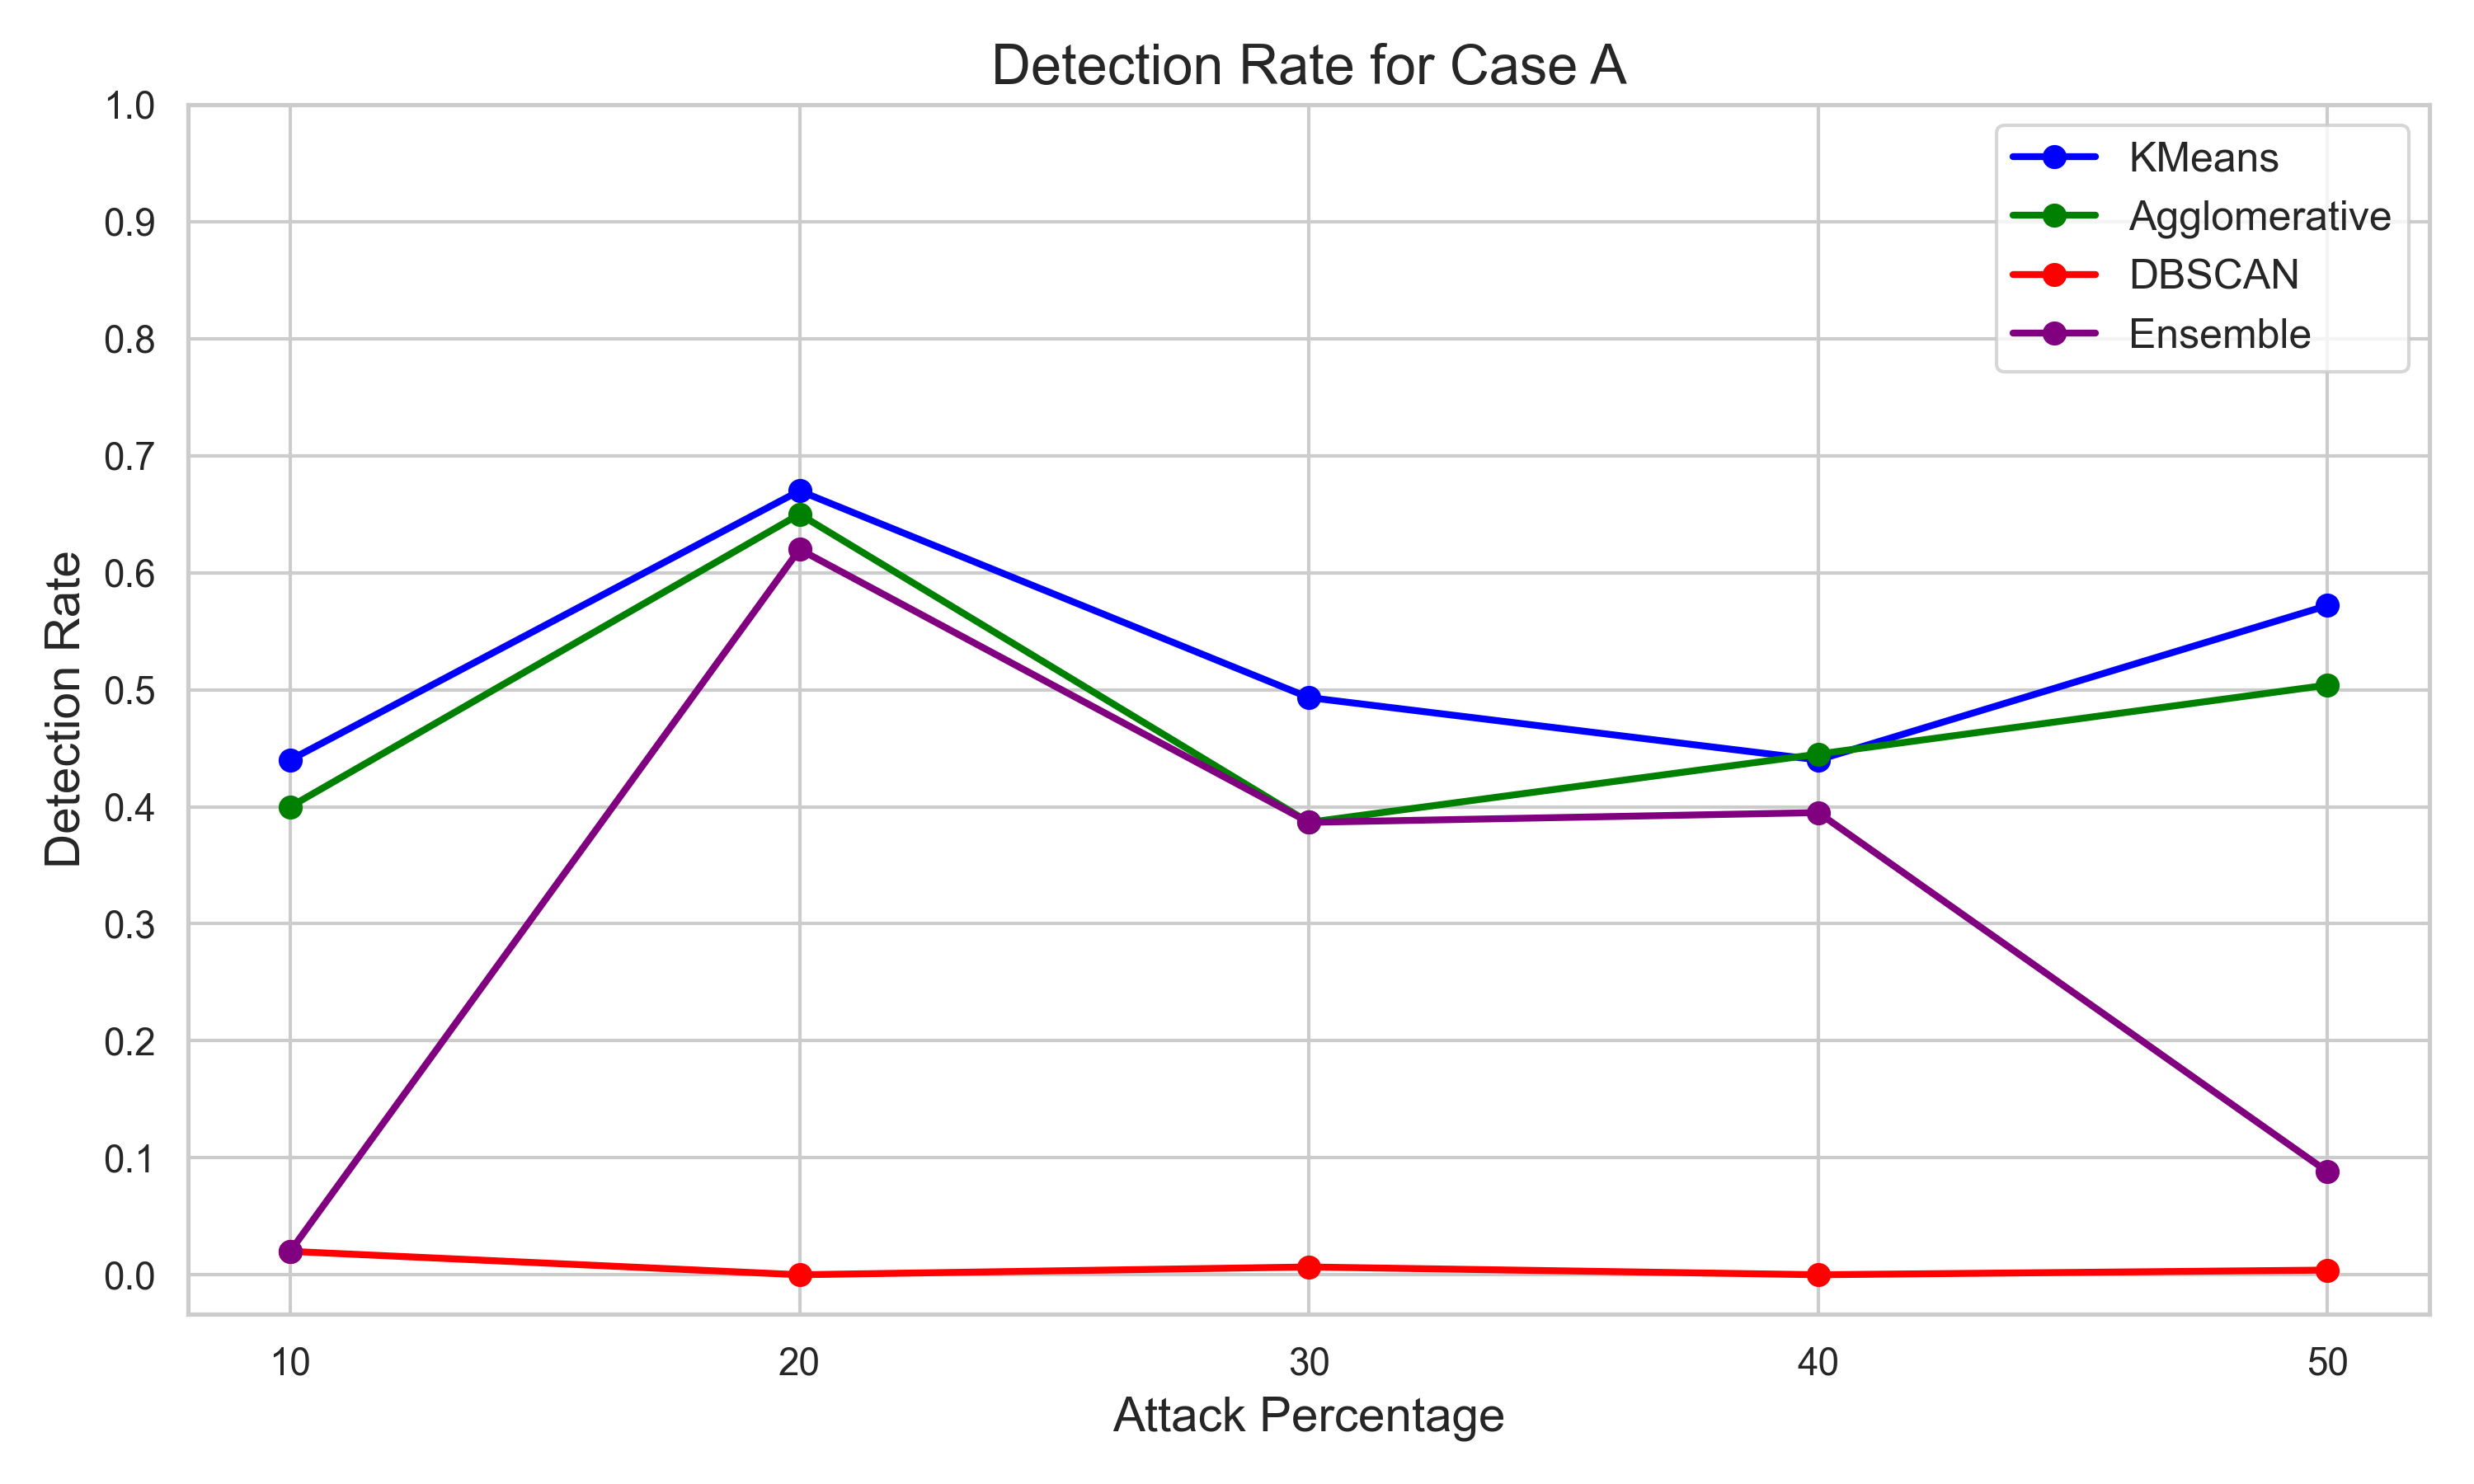 Detection Rate for Case A
1.0
0.9
0.8
0.7
0.6
0.5
0.4
0.3
0.2
0.1
0.0
Detection Rate
KMeans
Agglomerative
DBSCAN
Ensemble
10 20 30 40 50
Attack Percentage